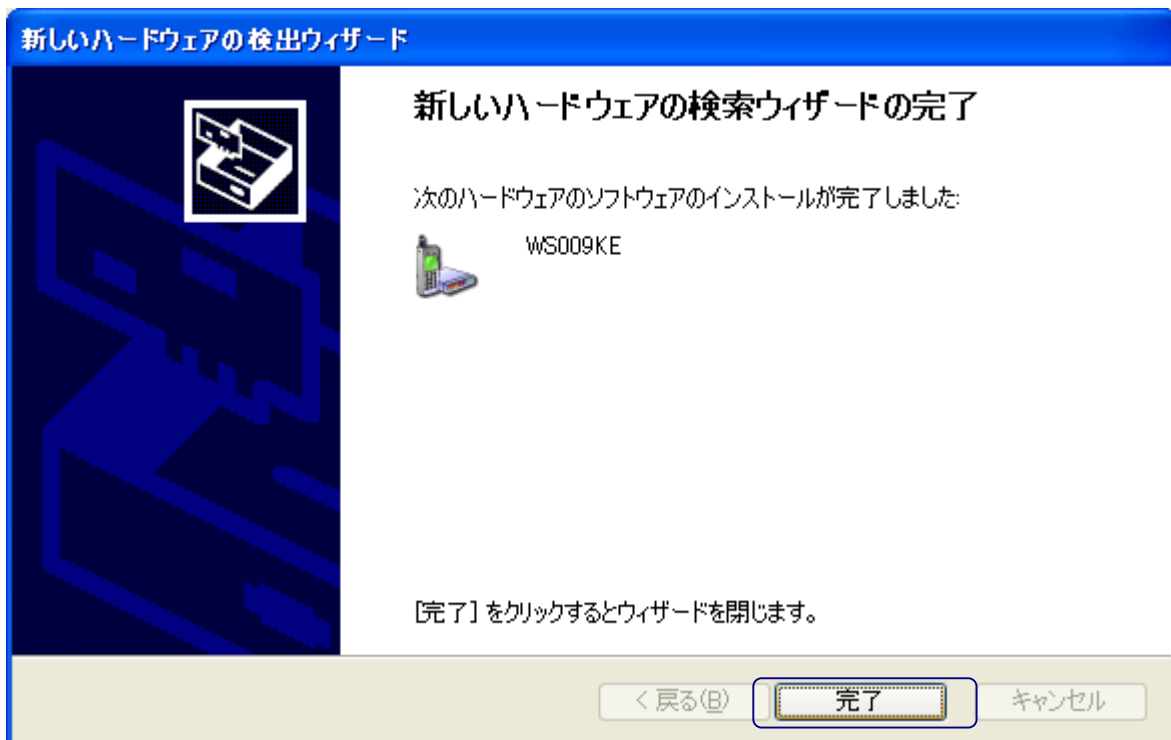 新しいハードウェアの検出ウィザード
新しいハードウェアの検索ウィザードの完了
次のハードウェアのソフトウェアのインストールが完了しました:
WS009KE
[完了] をクリックするとウィザードを閉じます。
< 戻る(B)
完了
キャンセル